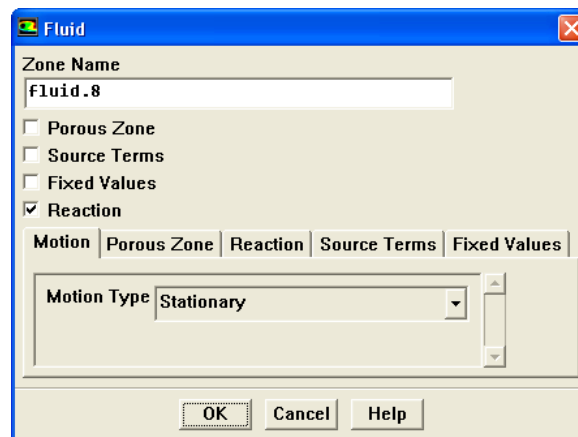 Fluid
Zone Name
fluid.8
Porous Zone
Source Terms
Fixed Values
Reaction
Motion Porous Zone Reaction Source Terms Fixed Values
Motion Type Stationary
OK Cancel Help